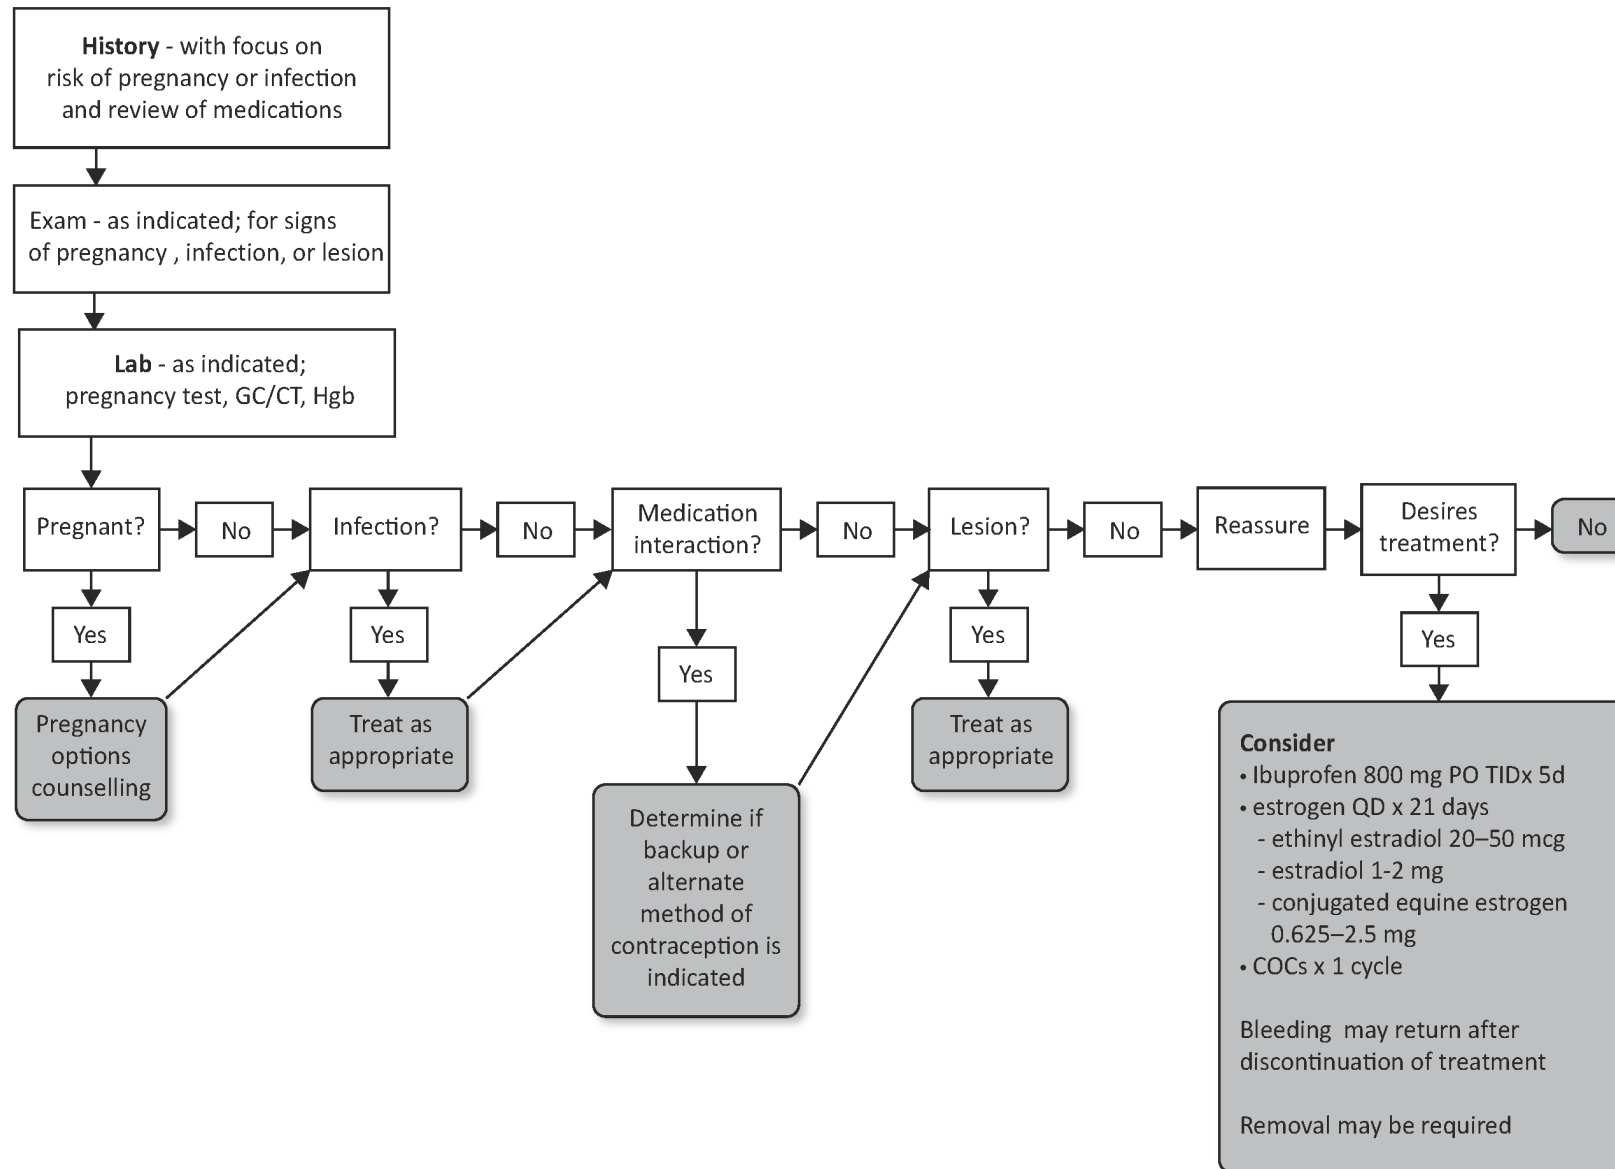 History - with focus on
risk of pregnancy or infection
and review of medications
Exam - as indicated; for signs
of pregnancy , infection, or lesion
Lab - as indicated;
pregnancy test, GC/CT, Hgb
Pregnant?
No
Infection?
No
Medication
interaction?
No
Lesion?
No
Reassure
Desires
treatment?
No
Yes
Yes
Yes
Yes
Yes
Pregnancy
options
counselling
Treat as
appropriate
Determine if
backup or
alternate
method of
contraception is
indicated
Treat as
appropriate
Consider
• Ibuprofen 800 mg PO TIDx 5d
• estrogen QD x 21 days
- ethinyl estradiol 20–50 mcg
- estradiol 1-2 mg
- conjugated equine estrogen
0.625–2.5 mg
• COCs x 1 cycle
Bleeding  may return after
discontinuation of treatment
Removal may be required